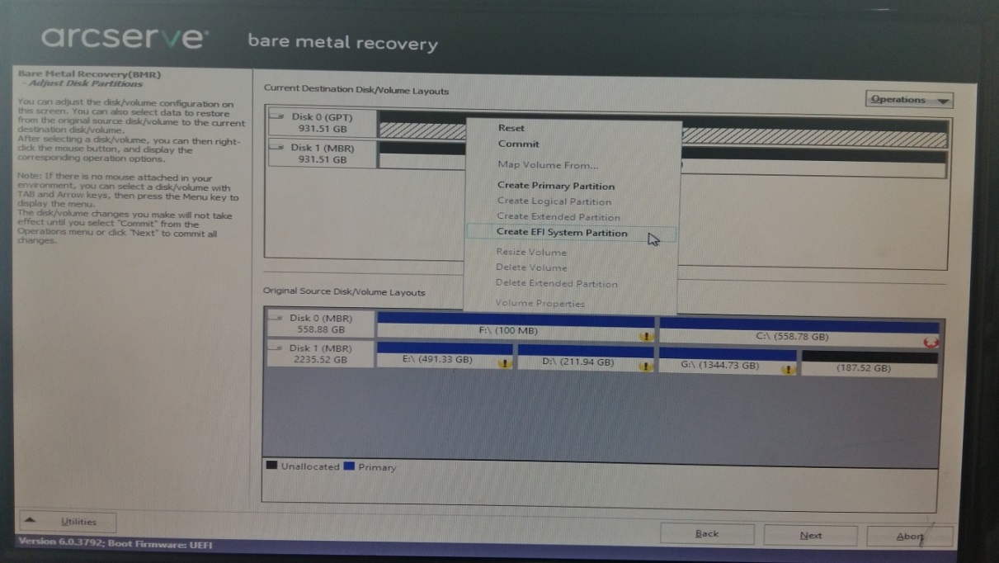 arcserve
bare metal recovery
Bare Metal Recovery(BMR)
- Adjust Disk Partitions
You can adjust the disk/volume configuration on
this screen. You can also select data to restore
from the original source disk/volume to the current
destination disk/volume.
After selecting a disk/volume, you can then right-
click the mouse button, and display the
corresponding operation options.
Note: If there is no mouse attached in your
environment, you can select a disk/volume with
TAB and Arrow keys, then press the Menu key to
display the menu.
The disk/volume changes you make will not take
effect until you select "Commit" from the
Operations menu or click "Next" to commit all
changes.
Current Destination Disk/Volume Layouts
Operations
Disk 0 (GPT)
931.51 GB
Disk 1 (MBR)
931.51 GB
Reset
Commit
Map Volume From...
Create Primary Partition
Create Logical Partition
Create Extended Partition
Create EFI System Partition
Resize Volume
Delete Volume
Delete Extended Partition
Volume Properties
Original Source Disk/Volume Layouts
Disk 0 (MBR)
558.88 GB
F:\ (100 MB)
C:\ (558.78 GB)
Disk 1 (MBR)
2235.52 GB
E:\ (491.33 GB)
D:\ (211.94 GB)
G:\ (1344.73 GB)
(187.52 GB)
Unallocated
Primary
Utilities
Back
Next
Abort
Version 6.0.3792; Boot Firmware: UEFI